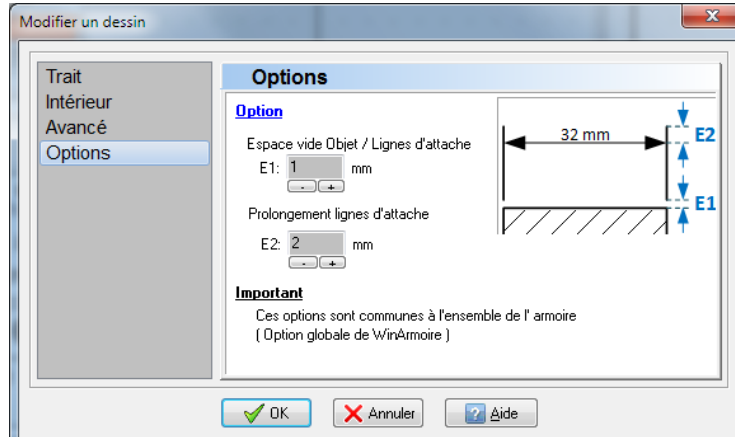 Modifier un dessin
Trait
Intérieur
Avancé
Options
Options
Option
Espace vide Objet / Lignes d'attache
E1: 1 mm
- +
Prolongement lignes d'attache
E2: 2 mm
- +
32 mm
E2
E1
Important
Ces options sont communes à l'ensemble de l' armoire
( Option globale de WinArmoire )
OK
Annuler
? Aide